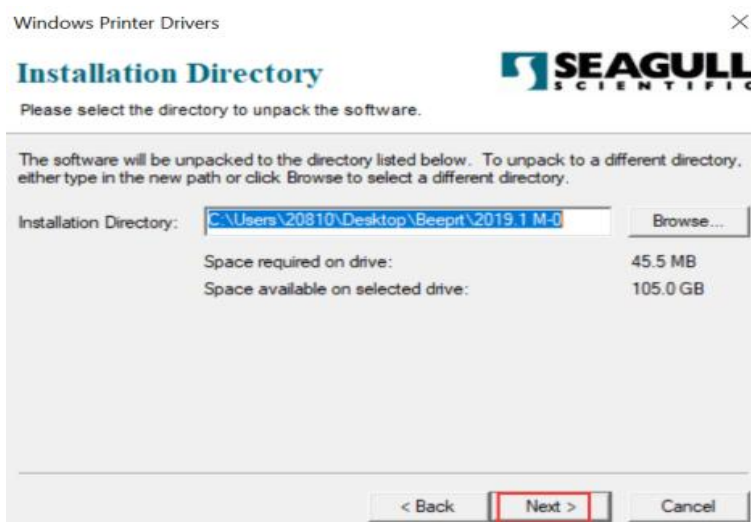 Windows Printer Drivers
Installation Directory
SEAGULL
SCIENTIFIC
Please select the directory to unpack the software.
The software will be unpacked to the directory listed below. To unpack to a different directory,
either type in the new path or click Browse to select a different directory.
Installation Directory: C:\Users\20810\Desktop\Beeprt\2019.1 M-0 Browse...
Space required on drive: 45.5 MB
Space available on selected drive: 105.0 GB
< Back Next > Cancel